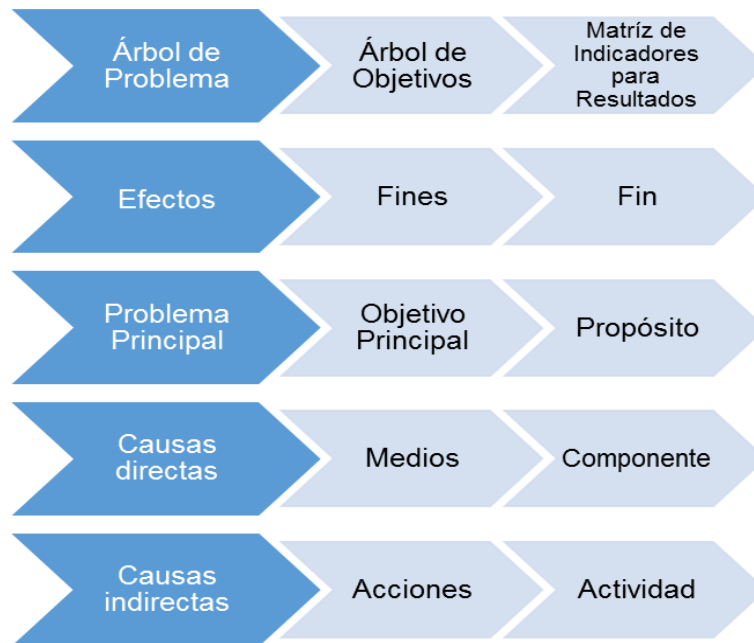 Árbol de
Problema
Árbol de
Objetivos
Matríz de
Indicadores
para
Resultados
Efectos
Fines
Fin
Problema
Principal
Objetivo
Principal
Propósito
Causas
directas
Medios
Componente
Causas
indirectas
Acciones
Actividad